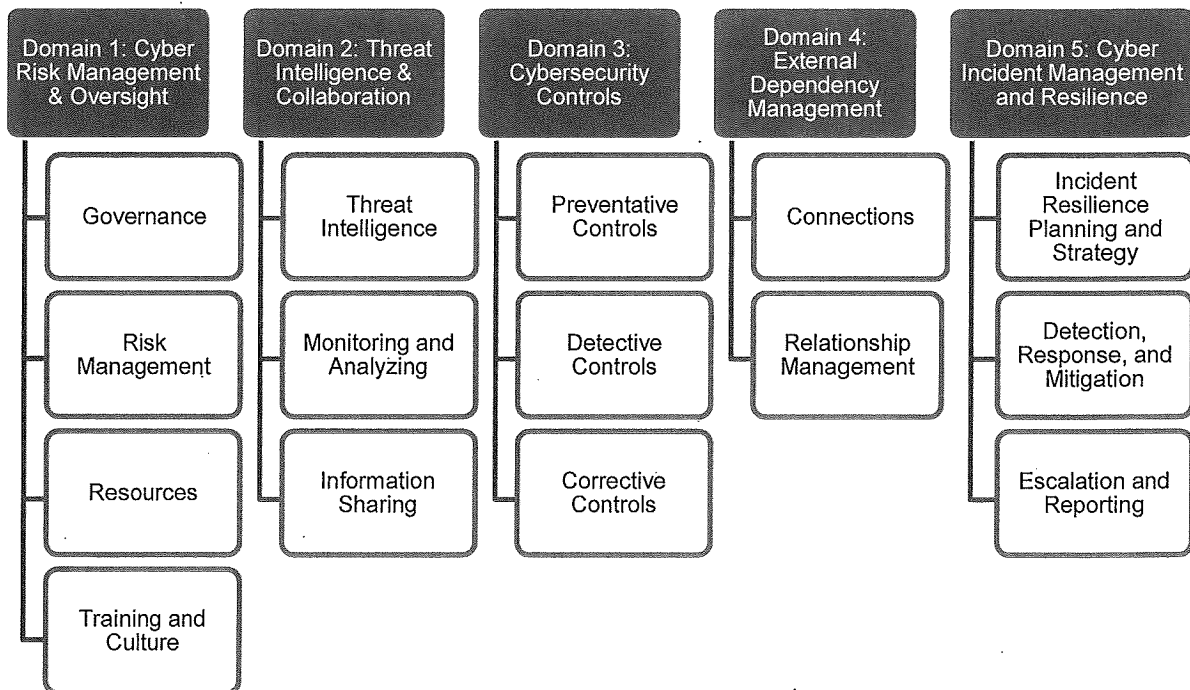 Domain 1: Cyber
Risk Management
& Oversight
Governance
Risk
Management
Resources
Training and
Culture
Domain 2: Threat
Intelligence &
Collaboration
Threat
Intelligence
Monitoring and
Analyzing
Information
Sharing
Domain 3:
Cybersecurity
Controls
Preventative
Controls
Detective
Controls
Corrective
Controls
Domain 4:
External
Dependency
Management
Connections
Relationship
Management
Domain 5: Cyber
Incident Management
and Resilience
Incident
Resilience
Planning and
Strategy
Detection,
Response, and
Mitigation
Escalation and
Reporting